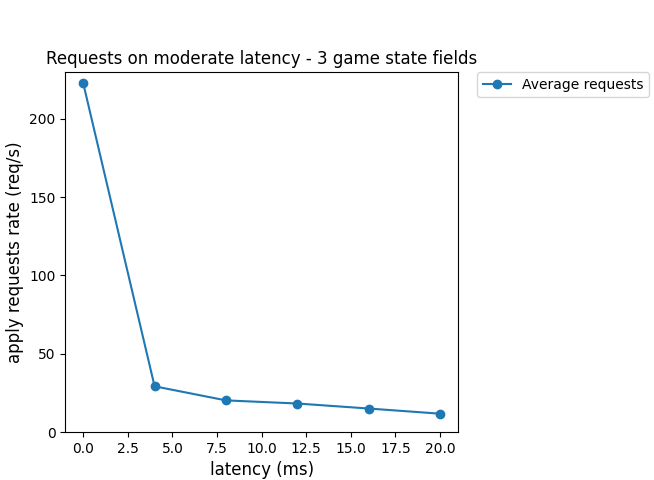 Requests on moderate latency - 3 game state fields
Average requests
apply requests rate (req/s)
200
150
100
50
0
0.0 2.5 5.0 7.5 10.0 12.5 15.0 17.5 20.0
latency (ms)